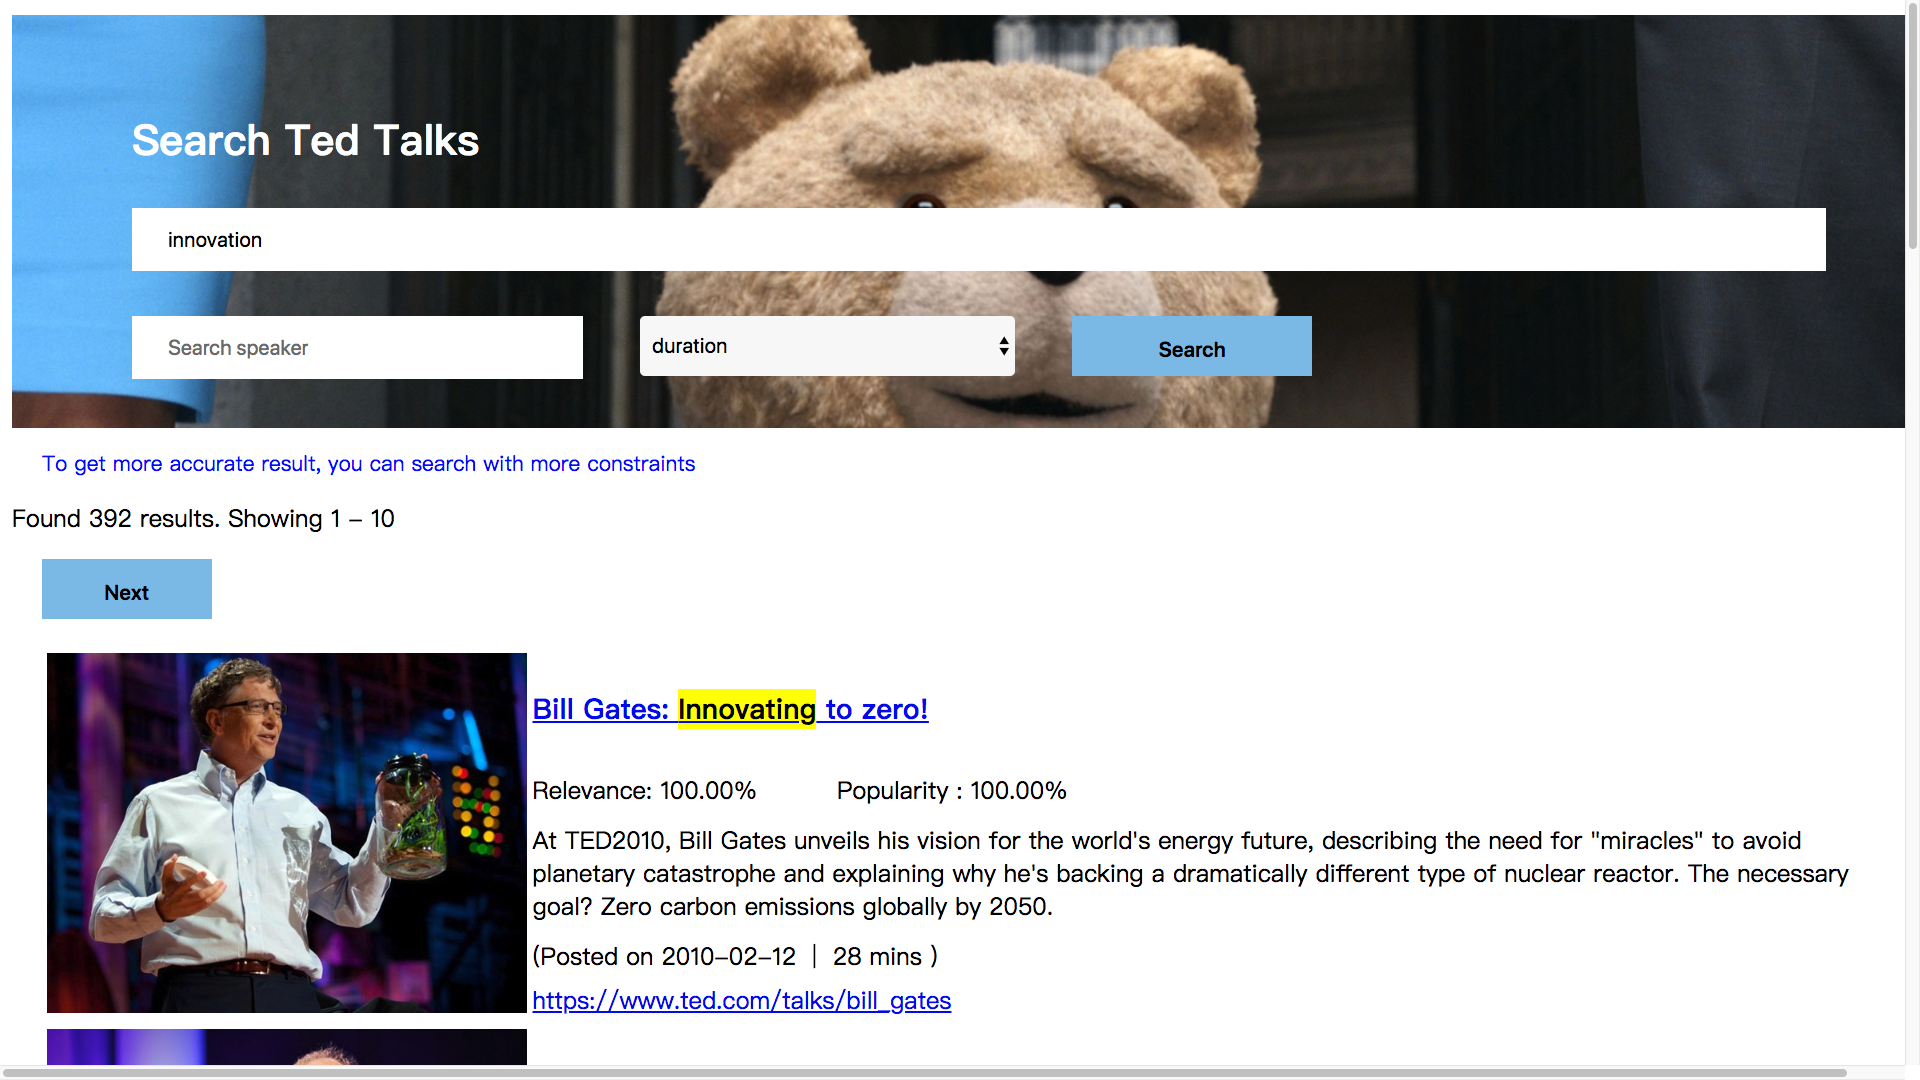 Search Ted Talks
innovation
Search speaker
duration
Search
To get more accurate result, you can search with more constraints
Found 392 results. Showing 1 – 10
Next
Bill Gates: Innovating to zero!
Relevance: 100.00% Popularity : 100.00%
At TED2010, Bill Gates unveils his vision for the world's energy future, describing the need for "miracles" to avoid
planetary catastrophe and explaining why he's backing a dramatically different type of nuclear reactor. The necessary
goal? Zero carbon emissions globally by 2050.
(Posted on 2010–02–12 | 28 mins )
https://www.ted.com/talks/bill_gates